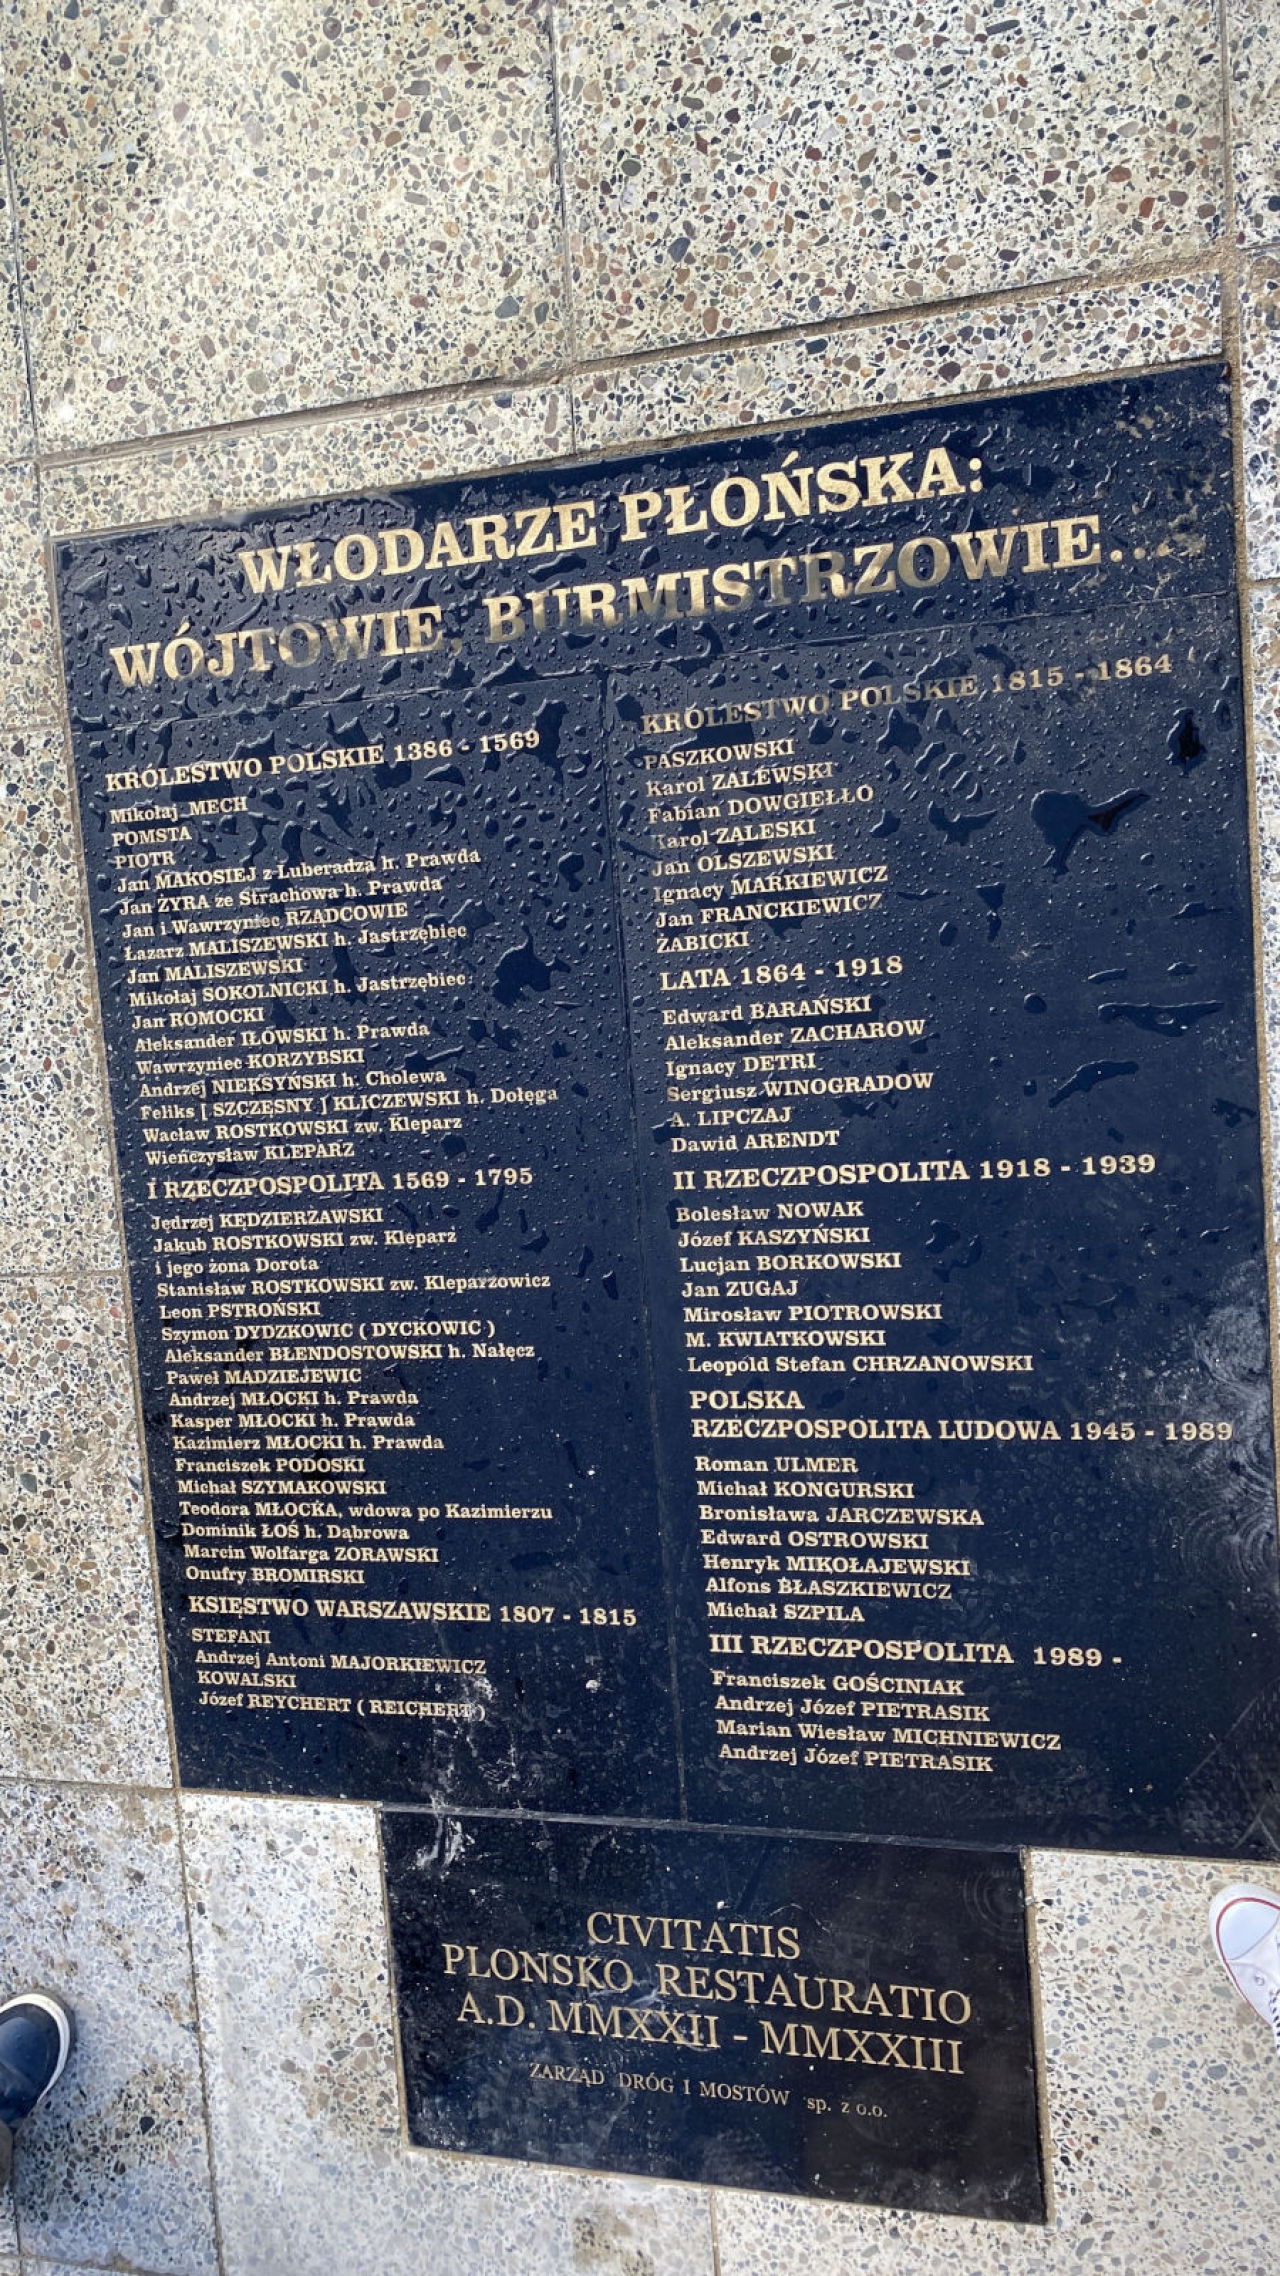 WŁODARZE PŁOŃSKA:
WÓJTOWIE, BURMISTRZOWIE...
KRÓLESTWO POLSKIE 1386 - 1569
Mikołaj MECH
POMSTA
PIOTR
Jan MAKOSIEJ z Luberadza h. Prawda
Jan ŻYRA ze Strachowa h. Prawda
Jan i Wawrzyniec RZĄDCOWIE
Łazarz MALISZEWSKI h. Jastrzębiec
Jan MALISZEWSKI
Mikołaj SOKOLNICKI h. Jastrzębiec
Jan ROMOCKI
Aleksander IŁOWSKI h. Prawda
Wawrzyniec KORZYBSKI
Andrzej NIEKSYŃSKI h. Cholewa
Feliks [ SZCZĘSNY ] KLICZEWSKI h. Dołęga
Wacław ROSTKOWSKI zw. Kleparz
Wieńczysław KLEPARZ
I RZECZPOSPOLITA 1569 - 1795
Jędrzej KĘDZIERZAWSKI
Jakub ROSTKOWSKI zw. Kleparz
i jego żona Dorota
Stanisław ROSTKOWSKI zw. Kleparzowicz
Leon PSTROŃSKI
Szymon DYDZKOWIC ( DYCKOWIC )
Aleksander BŁENDOSTOWSKI h. Nałęcz
Paweł MADZIEJEWIC
Andrzej MŁOCKI h. Prawda
Kasper MŁOCKI h. Prawda
Kazimierz MŁOCKI h. Prawda
Franciszek PODOSKI
Michał SZYMAKOWSKI
Teodora MŁOCKA, wdowa po Kazimierzu
Dominik ŁOŚ h. Dąbrowa
Marcin Wolfarga ZORAWSKI
Onufry BROMIRSKI
KSIĘSTWO WARSZAWSKIE 1807 - 1815
STEFANI
Andrzej Antoni MAJORKIEWICZ
KOWALSKI
Józef REYCHERT ( REICHERT )
KRÓLESTWO POLSKIE 1815 - 1864
PASZKOWSKI
Karol ZALEWSKI
Fabian DOWGIEŁŁO
Karol ZALESKI
Jan OLSZEWSKI
Ignacy MARKIEWICZ
Jan FRANCKIEWICZ
ŻABICKI
LATA 1864 - 1918
Edward BARAŃSKI
Aleksander ZACHAROW
Ignacy DETRI
Sergiusz WINOGRADOW
A. LIPCZAJ
Dawid ARENDT
II RZECZPOSPOLITA 1918 - 1939
Bolesław NOWAK
Józef KASZYŃSKI
Lucjan BORKOWSKI
Jan ZUGAJ
Mirosław PIOTROWSKI
M. KWIATKOWSKI
Leopold Stefan CHRZANOWSKI
POLSKA
RZECZPOSPOLITA LUDOWA 1945 - 1989
Roman ULMER
Michał KONGURSKI
Bronisława JARCZEWSKA
Edward OSTROWSKI
Henryk MIKOŁAJEWSKI
Alfons BŁASZKIEWICZ
Michał SZPILA
III RZECZPOSPOLITA 1989 -
Franciszek GOŚCINIAK
Andrzej Józef PIETRASIK
Marian Wiesław MICHNIEWICZ
Andrzej Józef PIETRASIK
CIVITATIS
PLONSKO RESTAURATIO
A.D. MMXXII - MMXXIII
ZARZĄD DRÓG I MOSTÓW sp. z o.o.